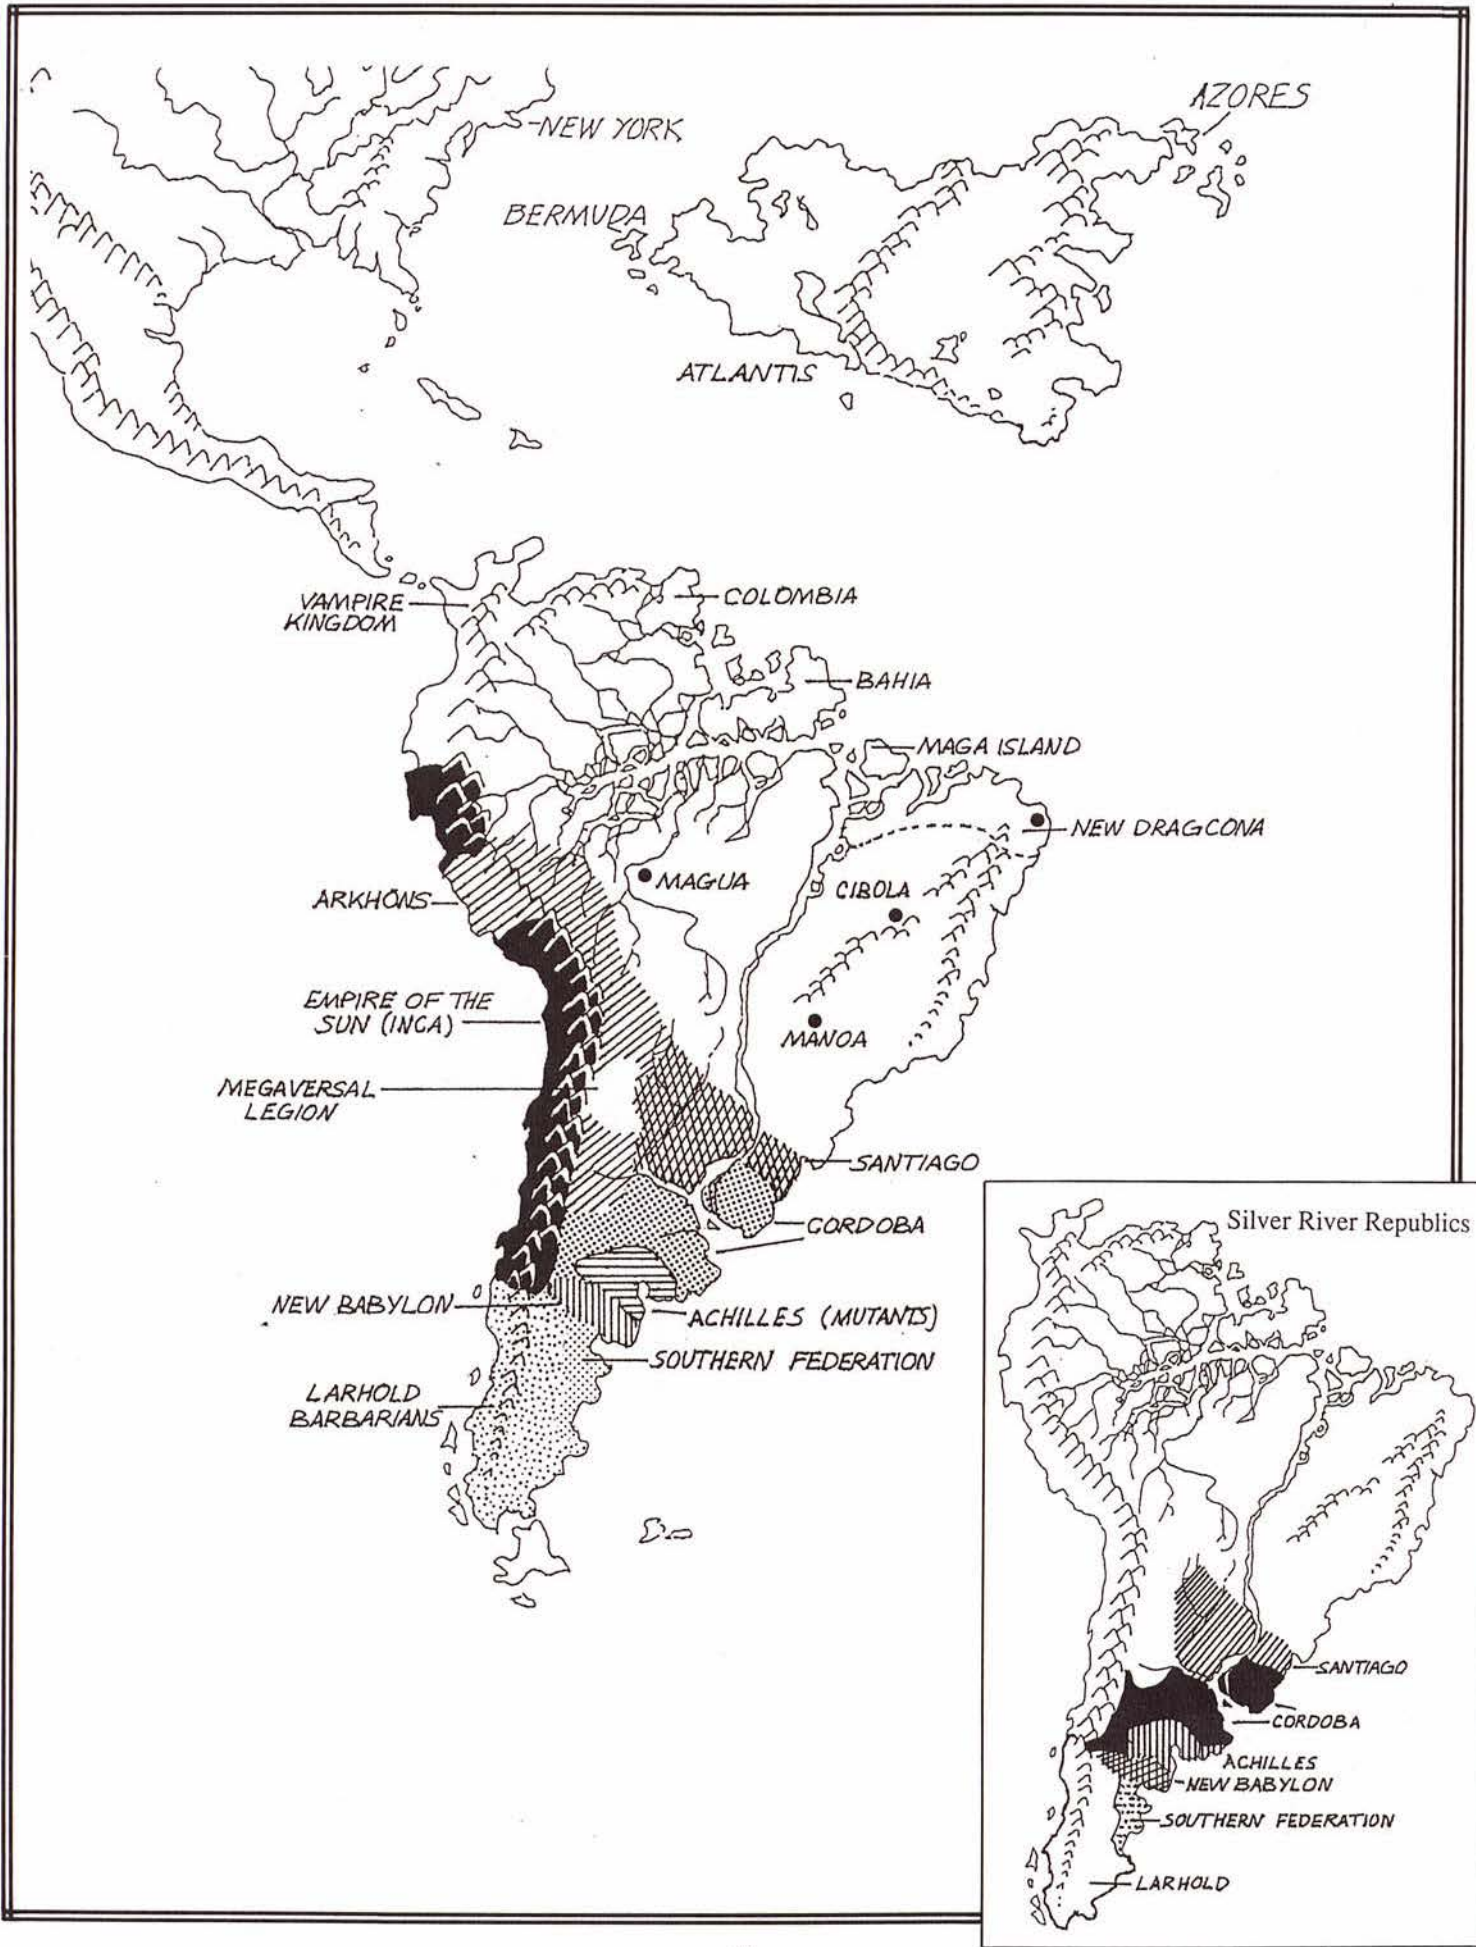 AZORES
NEW YORK
BERMUDA
ATLANTIS
VAMPIRE
KINGDOM
COLOMBIA
BAHIA
MAGA ISLAND
NEW DRAGCONA
MAGUA
CIBOLA
ARKHONS
EMPIRE OF THE
SUN (INCA)
MANOA
MEGAVERSAL
LEGION
SANTIAGO
CORDOBA
NEW BABYLON
ACHILLES (MUTANTS)
SOUTHERN FEDERATION
LARHOLD
BARBARIANS
Silver River Republics
SANTIAGO
CORDOBA
ACHILLES
NEW BABYLON
SOUTHERN FEDERATION
LARHOLD